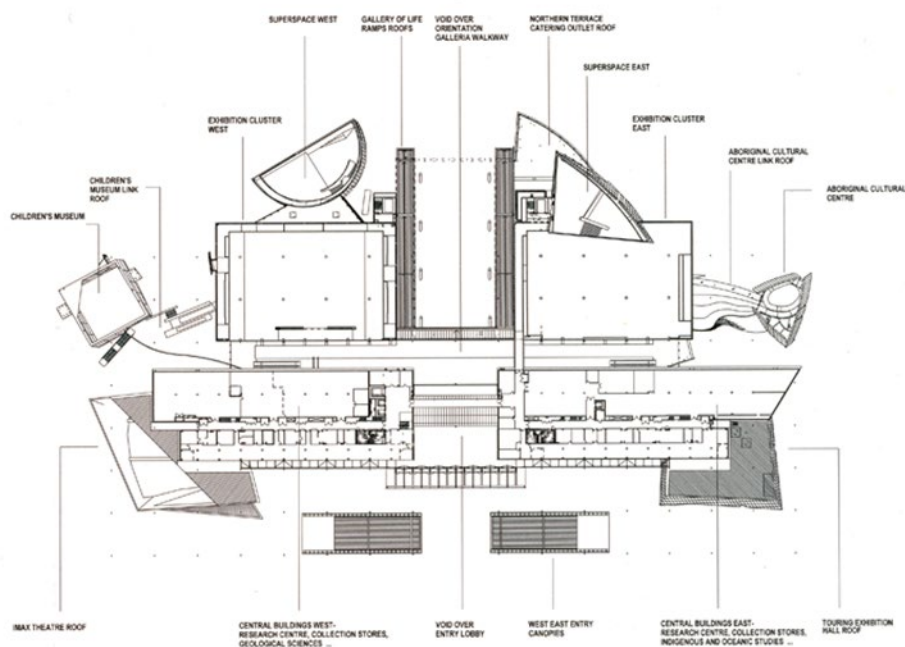 SUPERSPACE WEST
GALLERY OF LIFE
RAMPS ROOFS
VOID OVER
ORIENTATION
GALLERIA WALKWAY
NORTHERN TERRACE
CATERING OUTLET ROOF
SUPERSPACE EAST
EXHIBITION CLUSTER
WEST
EXHIBITION CLUSTER
EAST
ABORIGINAL CULTURAL
CENTRE LINK ROOF
CHILDREN'S
MUSEUM LINK
ROOF
ABORIGINAL CULTURAL
CENTRE
CHILDREN'S MUSEUM
IMAX THEATRE ROOF
CENTRAL BUILDINGS WEST-
RESEARCH CENTRE, COLLECTION STORES,
GEOLOGICAL SCIENCES ...
VOID OVER
ENTRY LOBBY
WEST EAST ENTRY
CANOPIES
CENTRAL BUILDINGS EAST-
RESEARCH CENTRE, COLLECTION STORES,
INDIGENOUS AND OCEANIC STUDIES ...
TOURING EXHIBITION
HALL ROOF